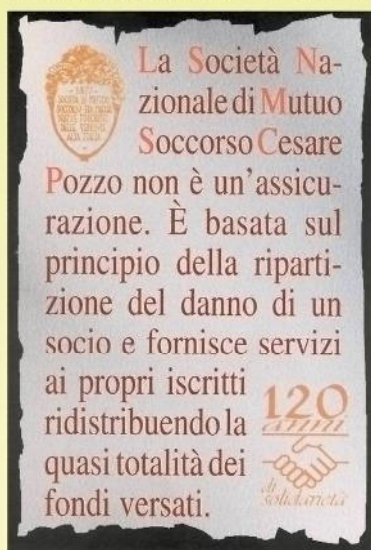 La Società Na-
zionale di Mutuo
Soccorso Cesare
Pozzo non è un'assicu-
razione. È basata sul
principio della riparti-
zione del danno di un
socio e fornisce servizi
ai propri iscritti
ridistribuendo la
quasi totalità dei
fondi versati.
120
anni
di
solidarietà